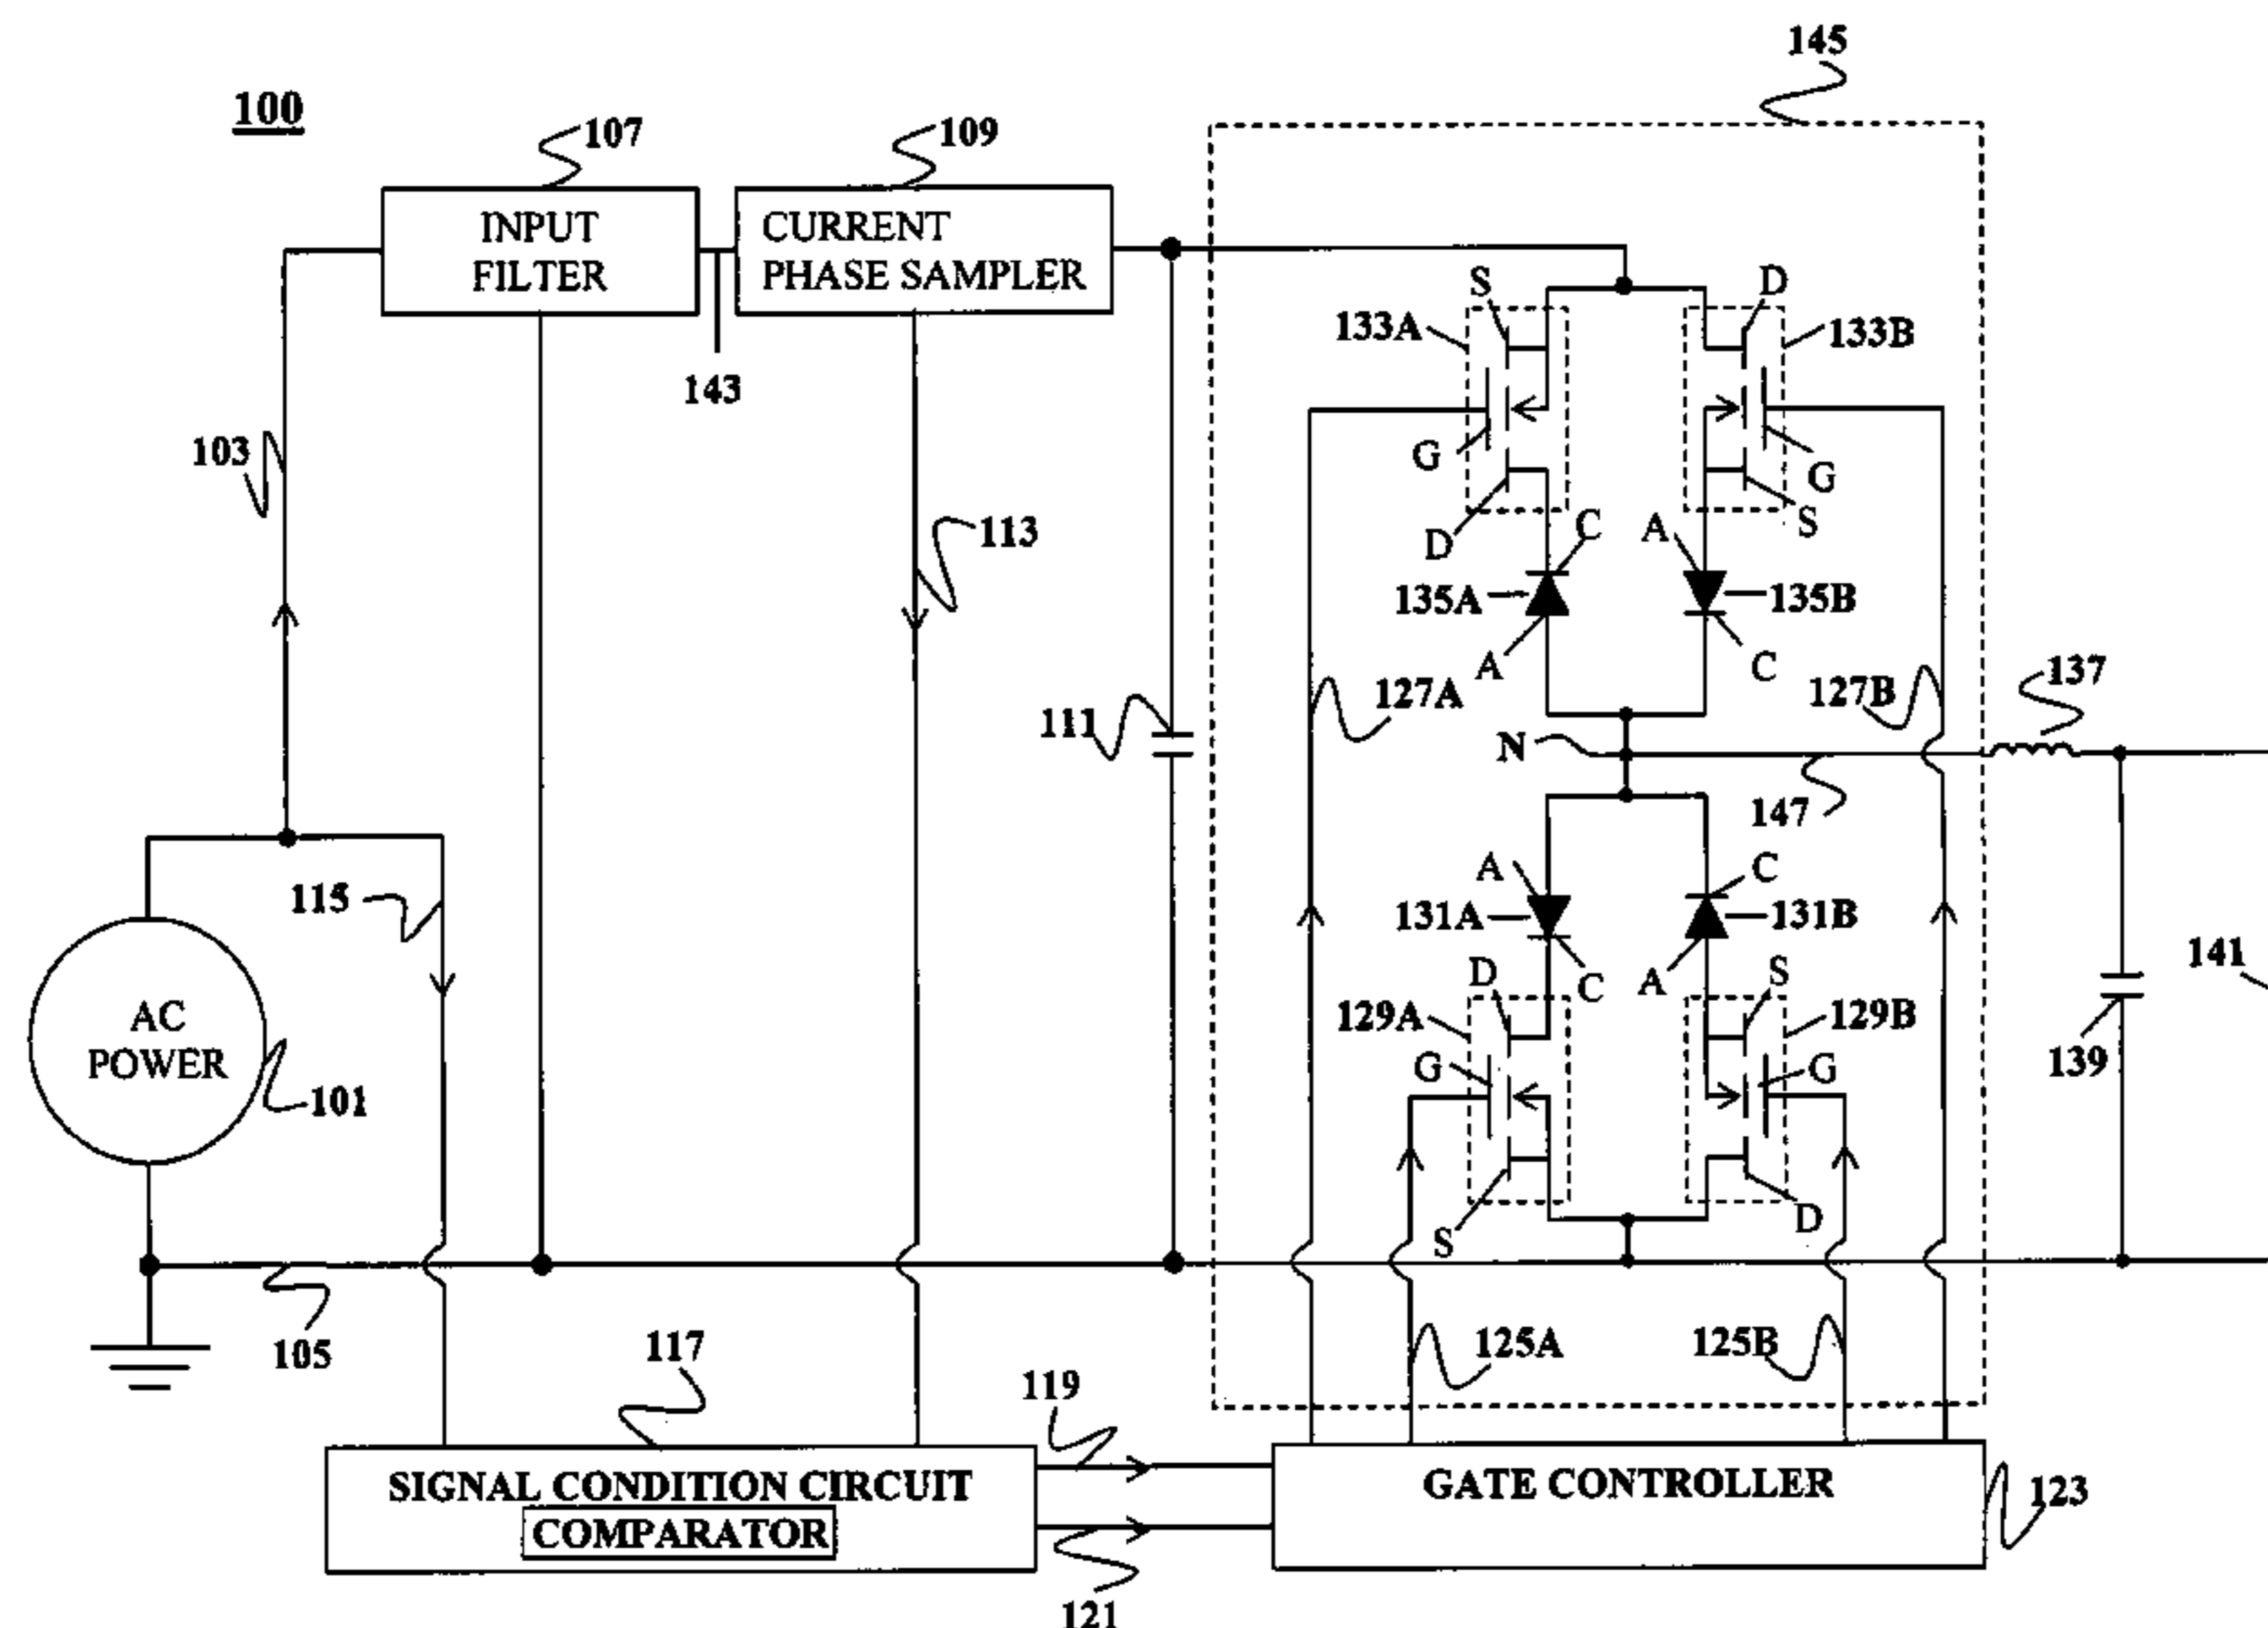 145
100
107
109
INPUT
FILTER
CURRENT
PHASE SAMPLER
S
D
133A
133B
143
103
G
G
D
C
A
S
113
135A
135B
A
C
137
127A
127B
111
N
147
A
C
115
131A
131B
141
D
C
A
S
AC
POWER
129A
129B
G
G
139
101
S
D
105
117
125A
125B
119
SIGNAL CONDITION CIRCUIT
COMPARATOR
GATE CONTROLLER
123
121